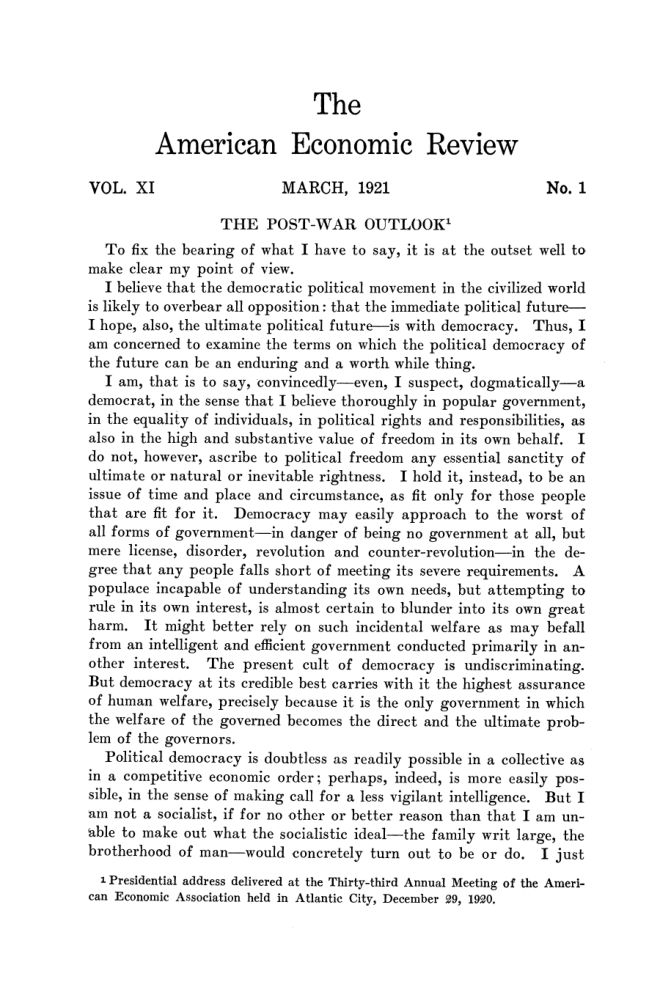 The
American Economic Review
VOL. XI MARCH, 1921 No. 1
THE POST-WAR OUTLOOK¹
To fix the bearing of what I have to say, it is at the outset well to
make clear my point of view.
I believe that the democratic political movement in the civilized world
is likely to overbear all opposition: that the immediate political future—
I hope, also, the ultimate political future—is with democracy. Thus, I
am concerned to examine the terms on which the political democracy of
the future can be an enduring and a worth while thing.
I am, that is to say, convincedly—even, I suspect, dogmatically—a
democrat, in the sense that I believe thoroughly in popular government,
in the equality of individuals, in political rights and responsibilities, as
also in the high and substantive value of freedom in its own behalf. I
do not, however, ascribe to political freedom any essential sanctity of
ultimate or natural or inevitable rightness. I hold it, instead, to be an
issue of time and place and circumstance, as fit only for those people
that are fit for it. Democracy may easily approach to the worst of
all forms of government—in danger of being no government at all, but
mere license, disorder, revolution and counter-revolution—in the de-
gree that any people falls short of meeting its severe requirements. A
populace incapable of understanding its own needs, but attempting to
rule in its own interest, is almost certain to blunder into its own great
harm. It might better rely on such incidental welfare as may befall
from an intelligent and efficient government conducted primarily in an-
other interest. The present cult of democracy is undiscriminating.
But democracy at its credible best carries with it the highest assurance
of human welfare, precisely because it is the only government in which
the welfare of the governed becomes the direct and the ultimate prob-
lem of the governors.
Political democracy is doubtless as readily possible in a collective as
in a competitive economic order; perhaps, indeed, is more easily pos-
sible, in the sense of making call for a less vigilant intelligence. But I
am not a socialist, if for no other or better reason than that I am un-
able to make out what the socialistic ideal—the family writ large, the
brotherhood of man—would concretely turn out to be or do. I just
¹ Presidential address delivered at the Thirty-third Annual Meeting of the Ameri-
can Economic Association held in Atlantic City, December 29, 1920.